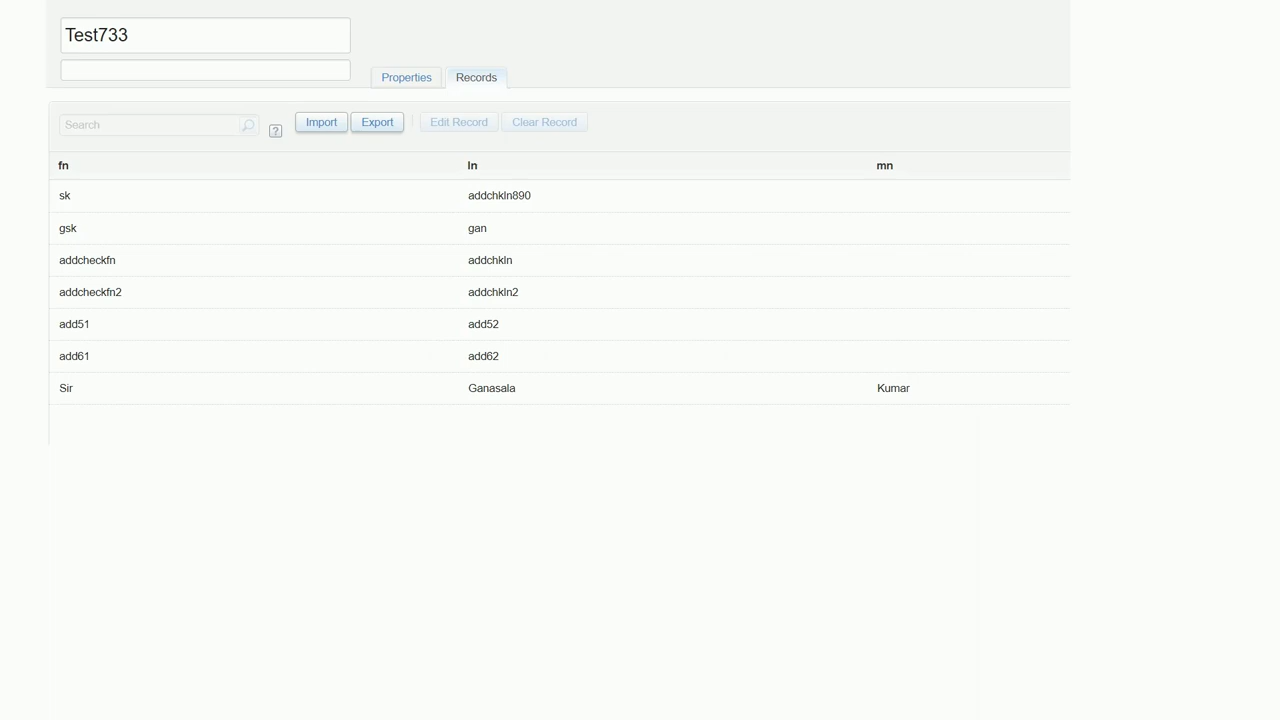 Test733
Properties Records
Search ? Import Export Edit Record Clear Record
fn ln mn
sk addchkln890
gsk gan
addcheckfn addchkln
addcheckfn2 addchkln2
add51 add52
add61 add62
Sir Ganasala Kumar